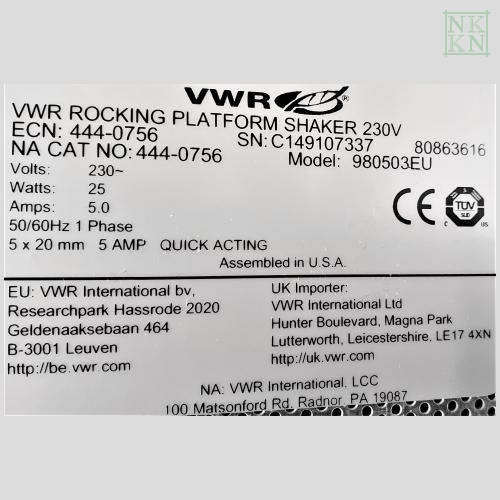 NK
KN
VWR®
VWR ROCKING PLATFORM SHAKER 230V
ECN: 444-0756 SN: C149107337 80863616
NA CAT NO: 444-0756 Model: 980503EU
Volts: 230~
Watts: 25
Amps: 5.0
50/60Hz 1 Phase
5 x 20 mm 5 AMP QUICK ACTING
CE TÜV SÜD C US
Assembled in U.S.A.
EU: VWR International bv,
Researchpark Hassrode 2020
Geldenaaksebaan 464
B-3001 Leuven
http://be.vwr.com
UK Importer:
VWR International Ltd
Hunter Boulevard, Magna Park
Lutterworth, Leicestershire, LE17 4XN
http://uk.vwr.com
NA: VWR International, LCC
100 Matsonford Rd. Radnor, PA 19087